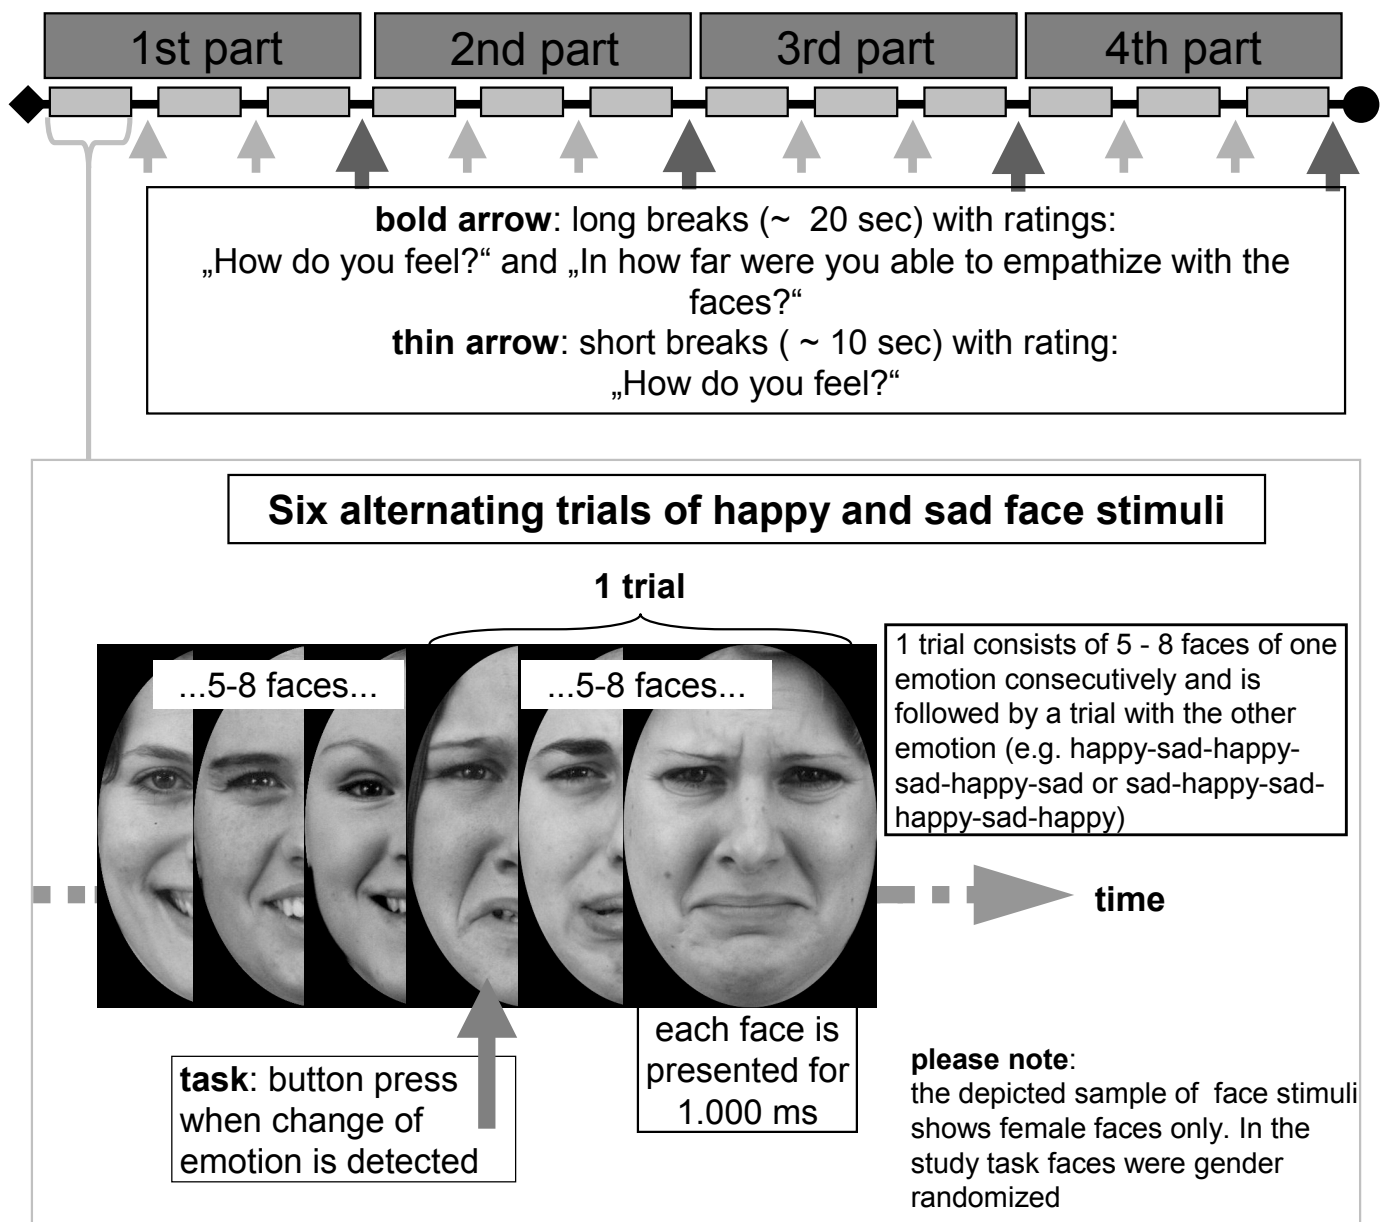 1st part
2nd part
3rd part
4th part
bold arrow: long breaks (~ 20 sec) with ratings:
„How do you feel?“ and „In how far were you able to empathize with the
faces?“
thin arrow: short breaks ( ~ 10 sec) with rating:
„How do you feel?“
Six alternating trials of happy and sad face stimuli
1 trial
...5-8 faces...
...5-8 faces...
1 trial consists of 5 - 8 faces of one
emotion consecutively and is
followed by a trial with the other
emotion (e.g. happy-sad-happy-
sad-happy-sad or sad-happy-sad-
happy-sad-happy)
time
each face is
presented for
1.000 ms
task: button press
when change of
emotion is detected
please note:
the depicted sample of face stimuli
shows female faces only. In the
study task faces were gender
randomized